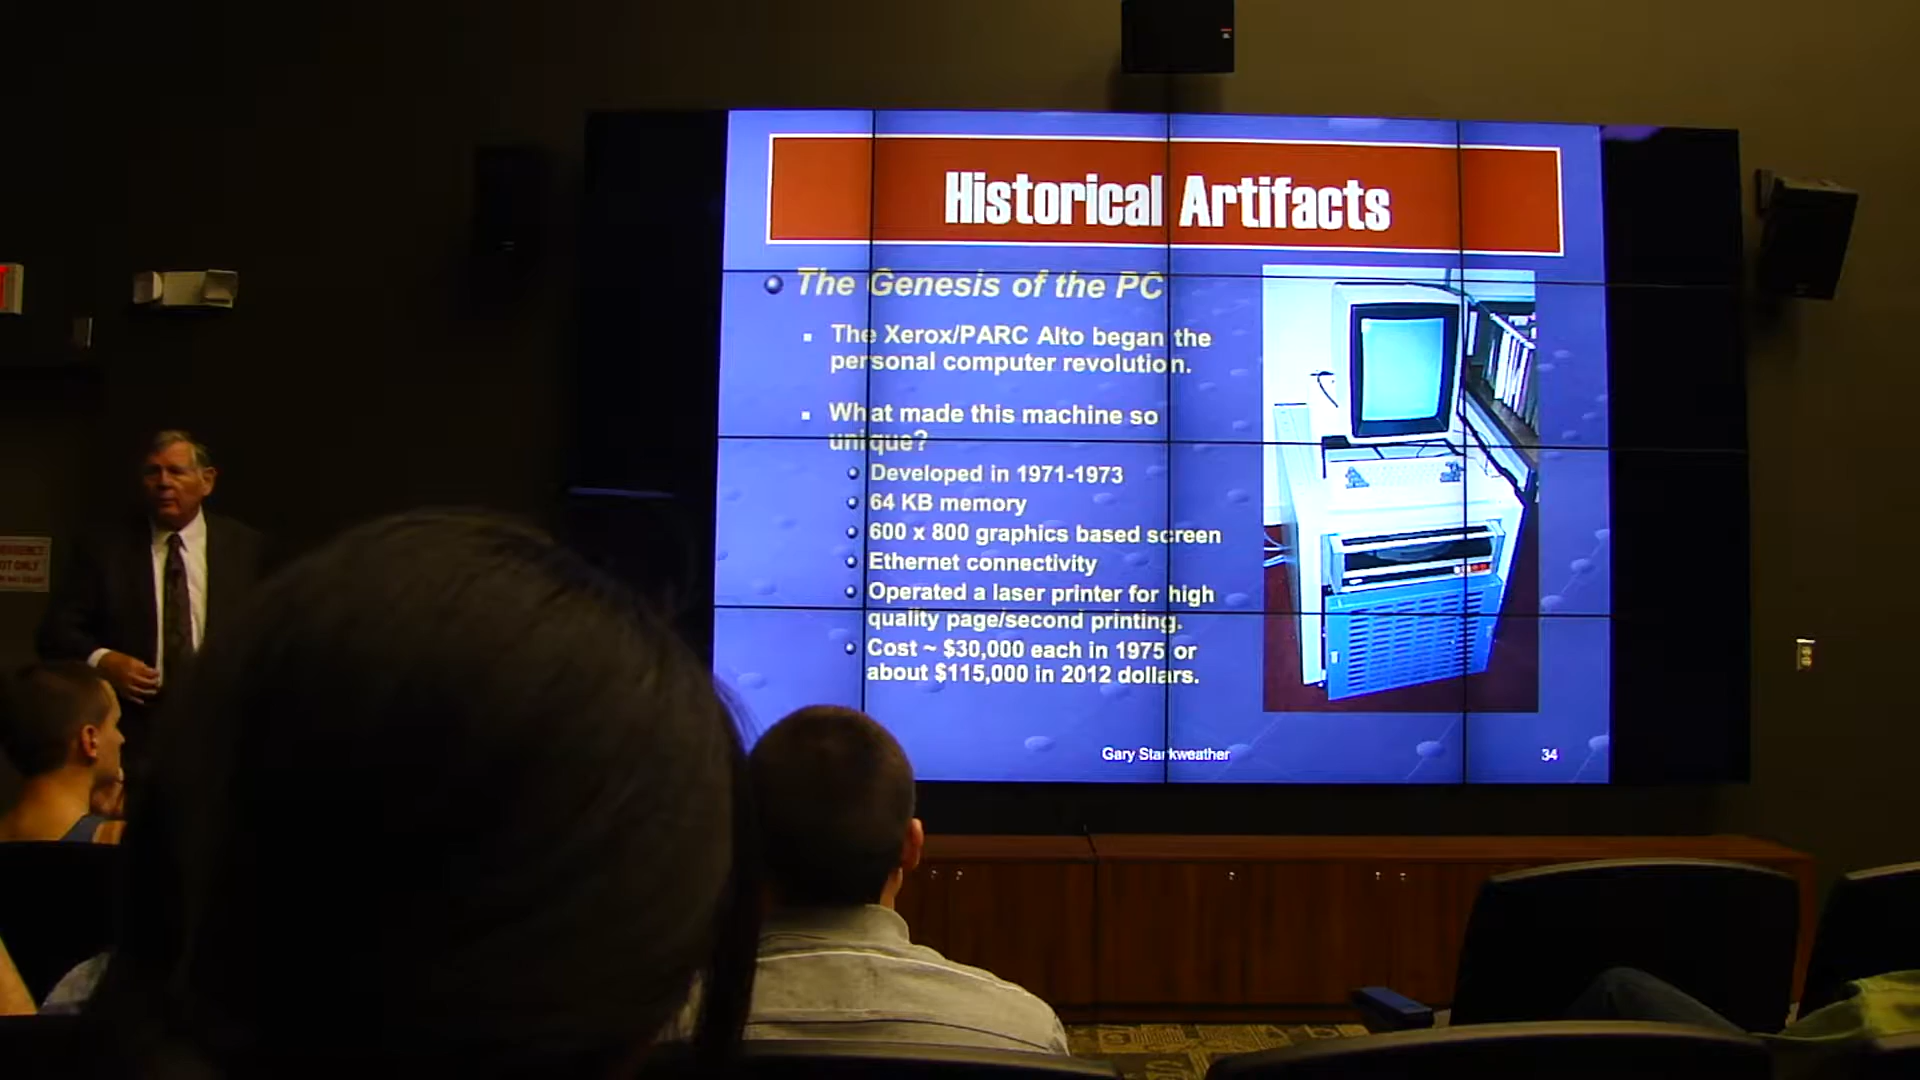 Historical Artifacts
The Genesis of the PC
The Xerox/PARC Alto began the
personal computer revolution.
What made this machine so
unique?
Developed in 1971-1973
64 KB memory
600 x 800 graphics based screen
Ethernet connectivity
Operated a laser printer for high
quality page/second printing.
Cost ~ $30,000 each in 1975 or
about $115,000 in 2012 dollars.
Gary Starkweather
34